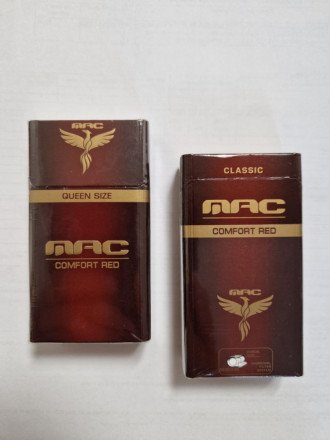 MAC
QUEEN SIZE
MAC
COMFORT RED
CLASSIC
MAC
COMFORT RED
MAC